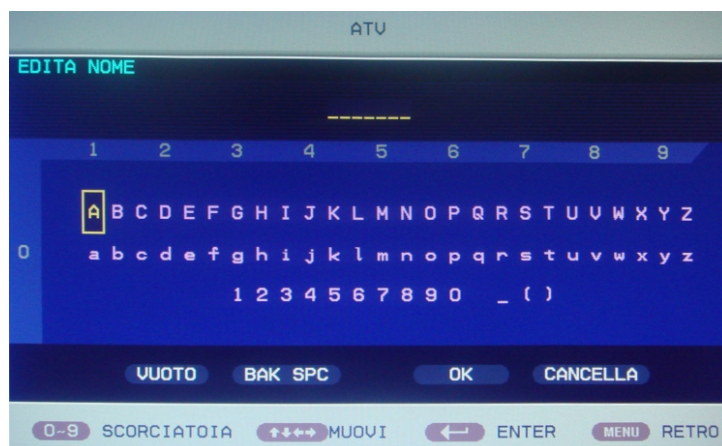 ATV
EDITA NOME
_______
1 2 3 4 5 6 7 8 9
A B C D E F G H I J K L M N O P Q R S T U V W X Y Z
0 a b c d e f g h i j k l m n o p q r s t u v w x y z
1 2 3 4 5 6 7 8 9 0 _ ( )
VUOTO BAK SPC OK CANCELLA
0~9 SCORCIATOIA MUOVI ENTER MENU RETRO